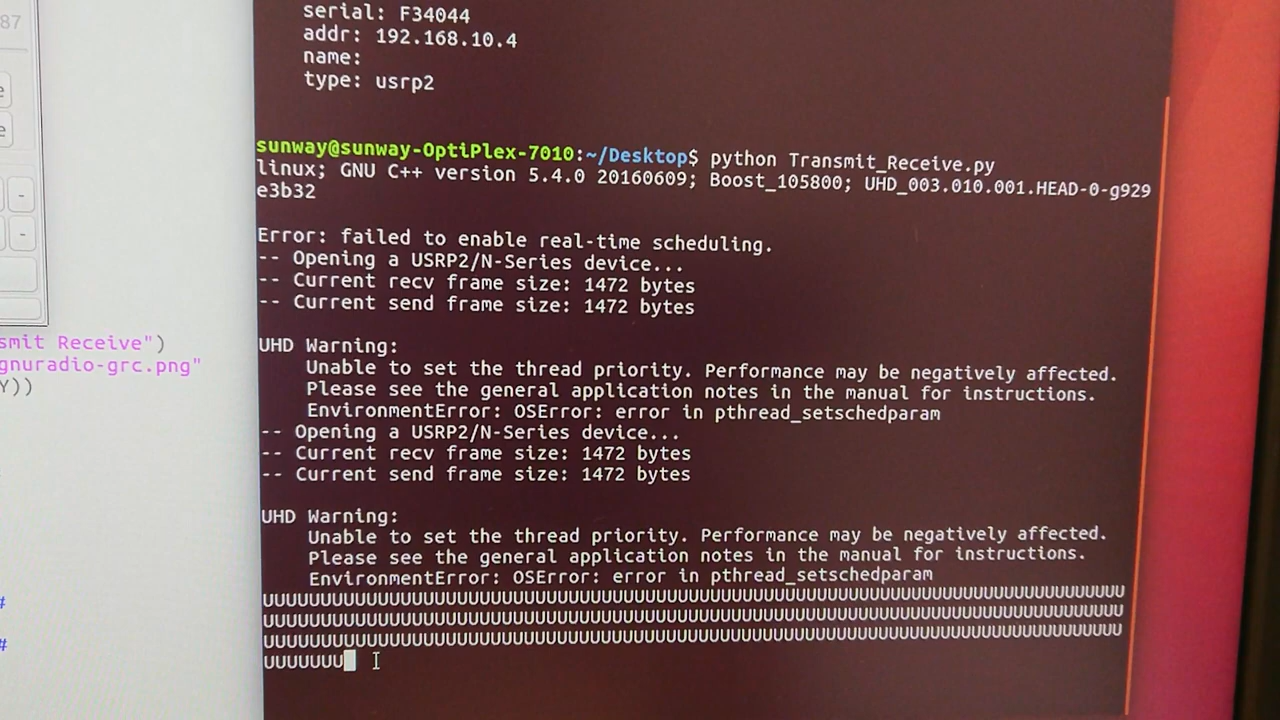 87
serial: F34044
addr: 192.168.10.4
name:
type: usrp2
e
e
-
-
sunway@sunway-OptiPlex-7010:~/Desktop$ python Transmit_Receive.py
linux; GNU C++ version 5.4.0 20160609; Boost_105800; UHD_003.010.001.HEAD-0-g929
e3b32
Error: failed to enable real-time scheduling.
-- Opening a USRP2/N-Series device...
-- Current recv frame size: 1472 bytes
-- Current send frame size: 1472 bytes
UHD Warning:
Unable to set the thread priority. Performance may be negatively affected.
Please see the general application notes in the manual for instructions.
EnvironmentError: OSError: error in pthread_setschedparam
-- Opening a USRP2/N-Series device...
-- Current recv frame size: 1472 bytes
-- Current send frame size: 1472 bytes
UHD Warning:
Unable to set the thread priority. Performance may be negatively affected.
Please see the general application notes in the manual for instructions.
EnvironmentError: OSError: error in pthread_setschedparam
UUUUUUUUUUUUUUUUUUUUUUUUUUUUUUUUUUUUUUUUUUUUUUUUUUUUUUUUUUUUUUUUUUUUUUUUUUUUUUUU
UUUUUUUUUUUUUUUUUUUUUUUUUUUUUUUUUUUUUUUUUUUUUUUUUUUUUUUUUUUUUUUUUUUUUUUUUUUUUUUU
UUUUUUUUUUUUUUUUUUUUUUUUUUUUUUUUUUUUUUUUUUUUUUUUUUUUUUUUUUUUUUUUUUUUUUUUUUUUUUUU
UUUUUUU
smit Receive")
gnuradio-grc.png"
Y))
#
#